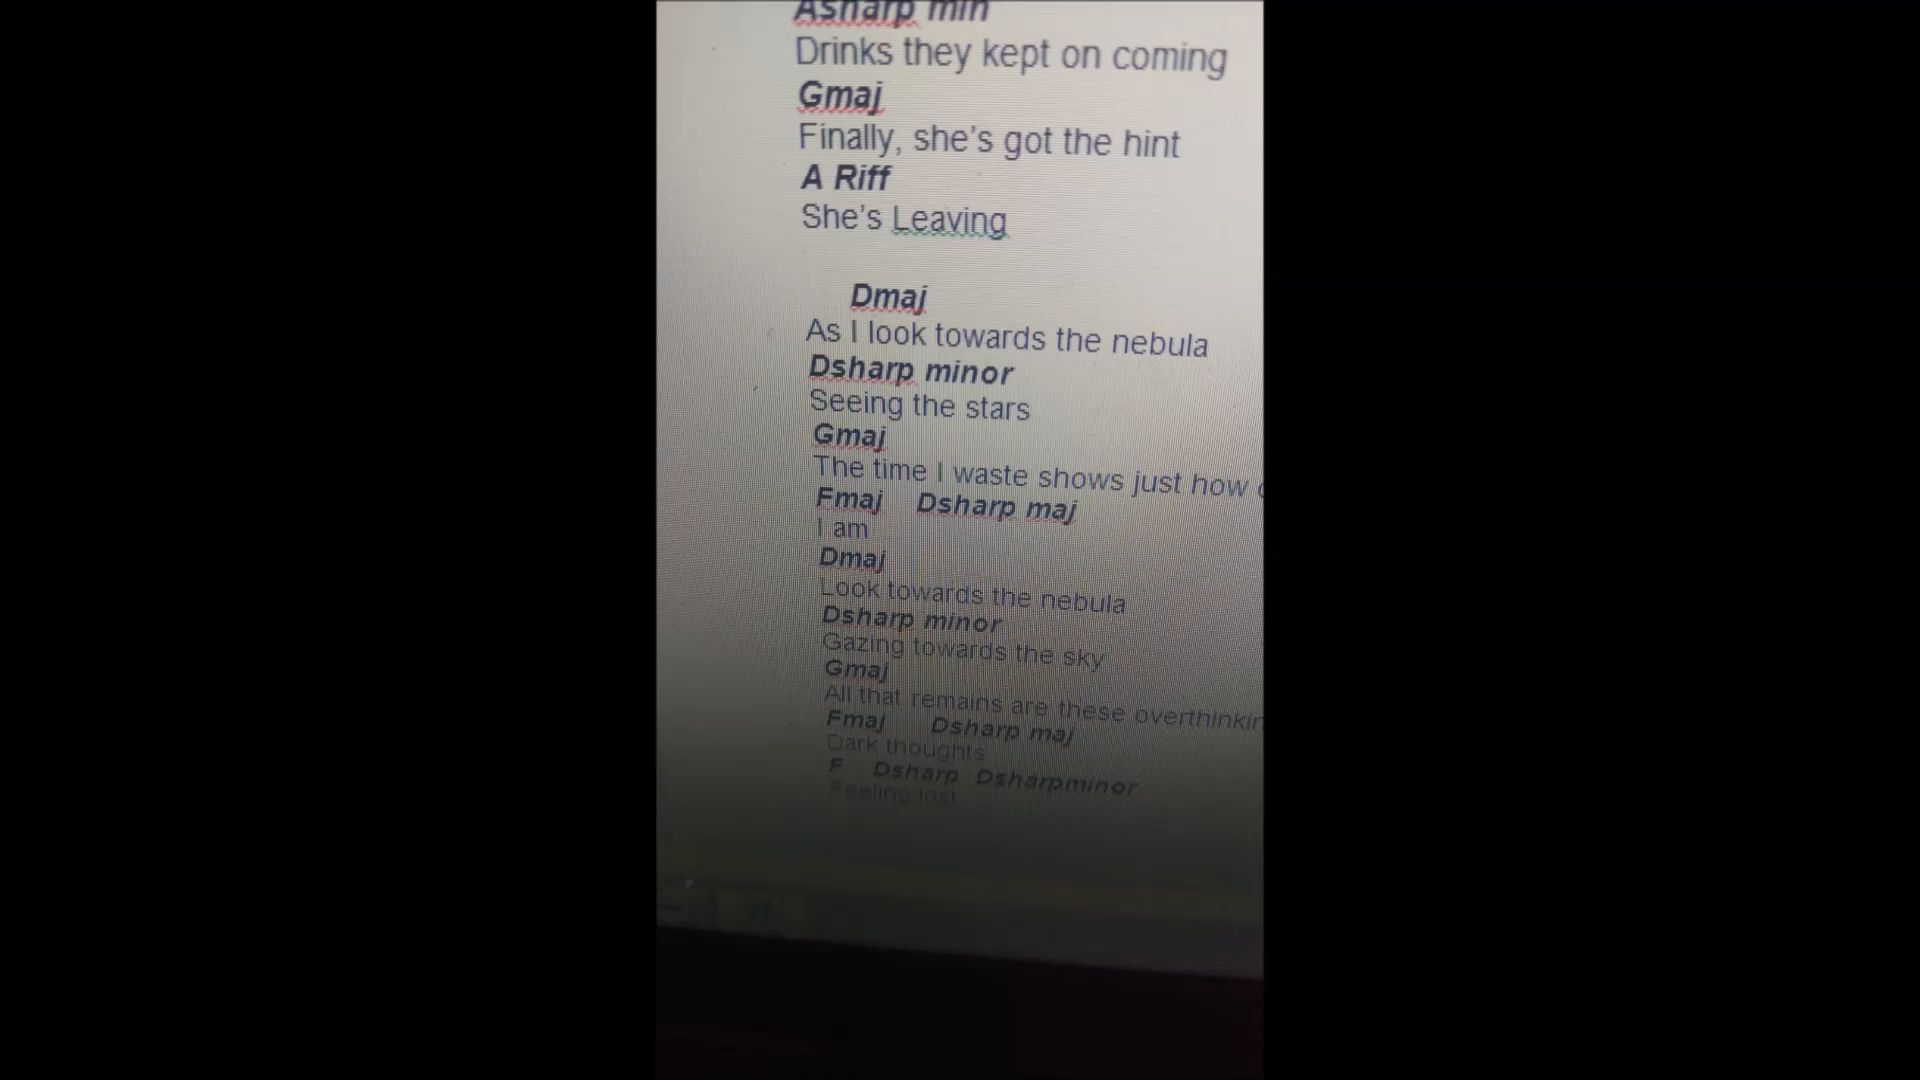 Asharp min
Drinks they kept on coming
Gmaj
Finally, she's got the hint
A Riff
She's Leaving
Dmaj
As I look towards the nebula
Dsharp minor
Seeing the stars
Gmaj
The time I waste shows just how
Fmaj Dsharp maj
I am
Dmaj
Look towards the nebula
Dsharp minor
Gazing towards the sky
Gmaj
All that remains are these
Fmaj Dsharp maj
Dark thoughts
F Dsharp Dsharpminor
Feeling lost